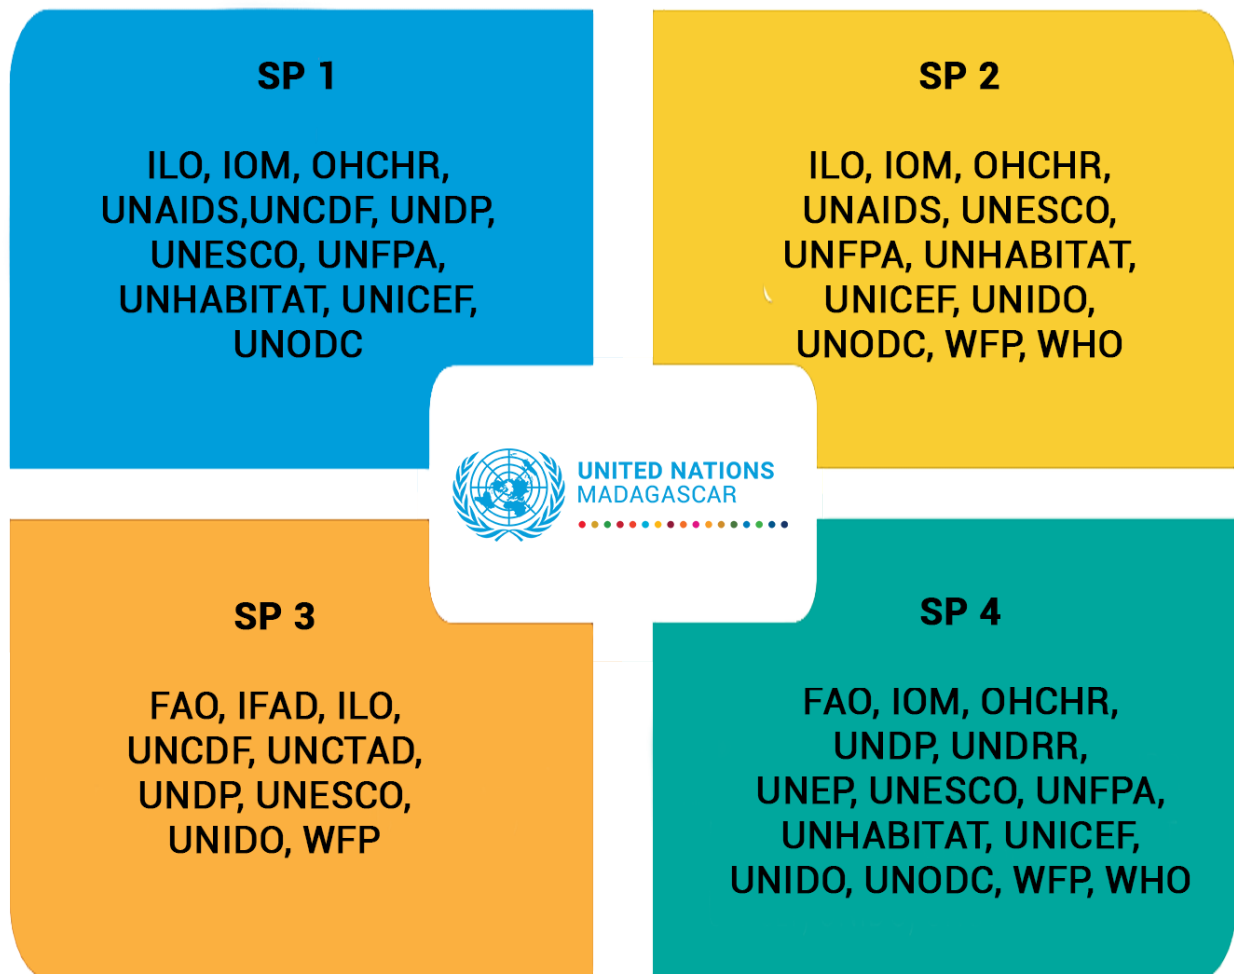 SP 1
ILO, IOM, OHCHR,
UNAIDS,UNCDF, UNDP,
UNESCO, UNFPA,
UNHABITAT, UNICEF,
UNODC
SP 2
ILO, IOM, OHCHR,
UNAIDS, UNESCO,
UNFPA, UNHABITAT,
UNICEF, UNIDO,
UNODC, WFP, WHO
UNITED NATIONS
MADAGASCAR
SP 3
FAO, IFAD, ILO,
UNCDF, UNCTAD,
UNDP, UNESCO,
UNIDO, WFP
SP 4
FAO, IOM, OHCHR,
UNDP, UNDRR,
UNEP, UNESCO, UNFPA,
UNHABITAT, UNICEF,
UNIDO, UNODC, WFP, WHO